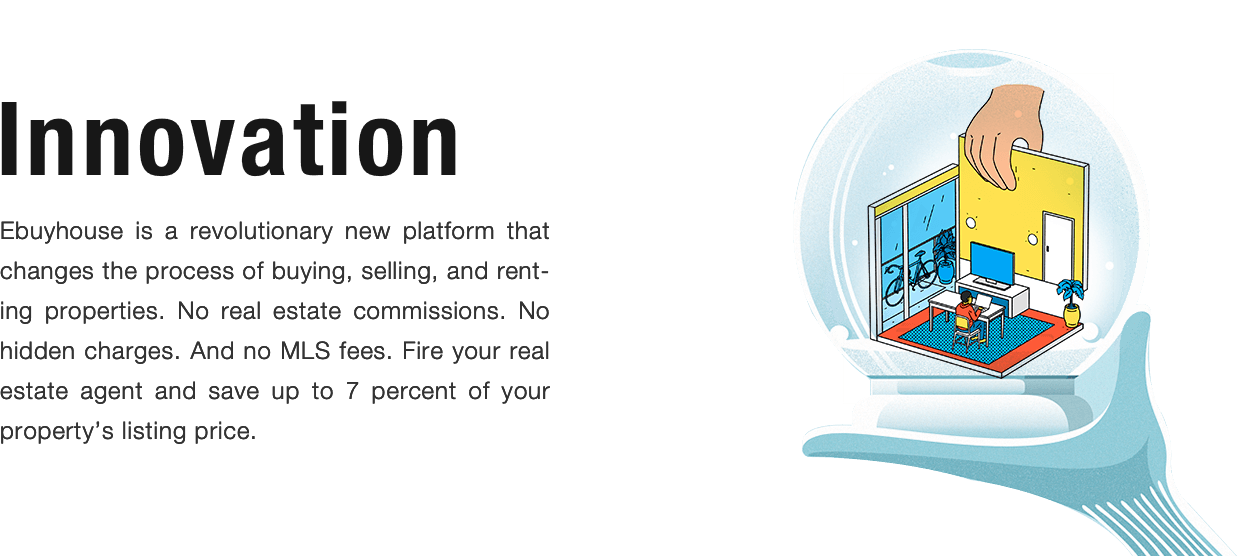 Innovation
Ebuyhouse is a revolutionary new platform that
changes the process of buying, selling, and rent-
ing properties. No real estate commissions. No
hidden charges. And no MLS fees. Fire your real
estate agent and save up to 7 percent of your
property’s listing price.